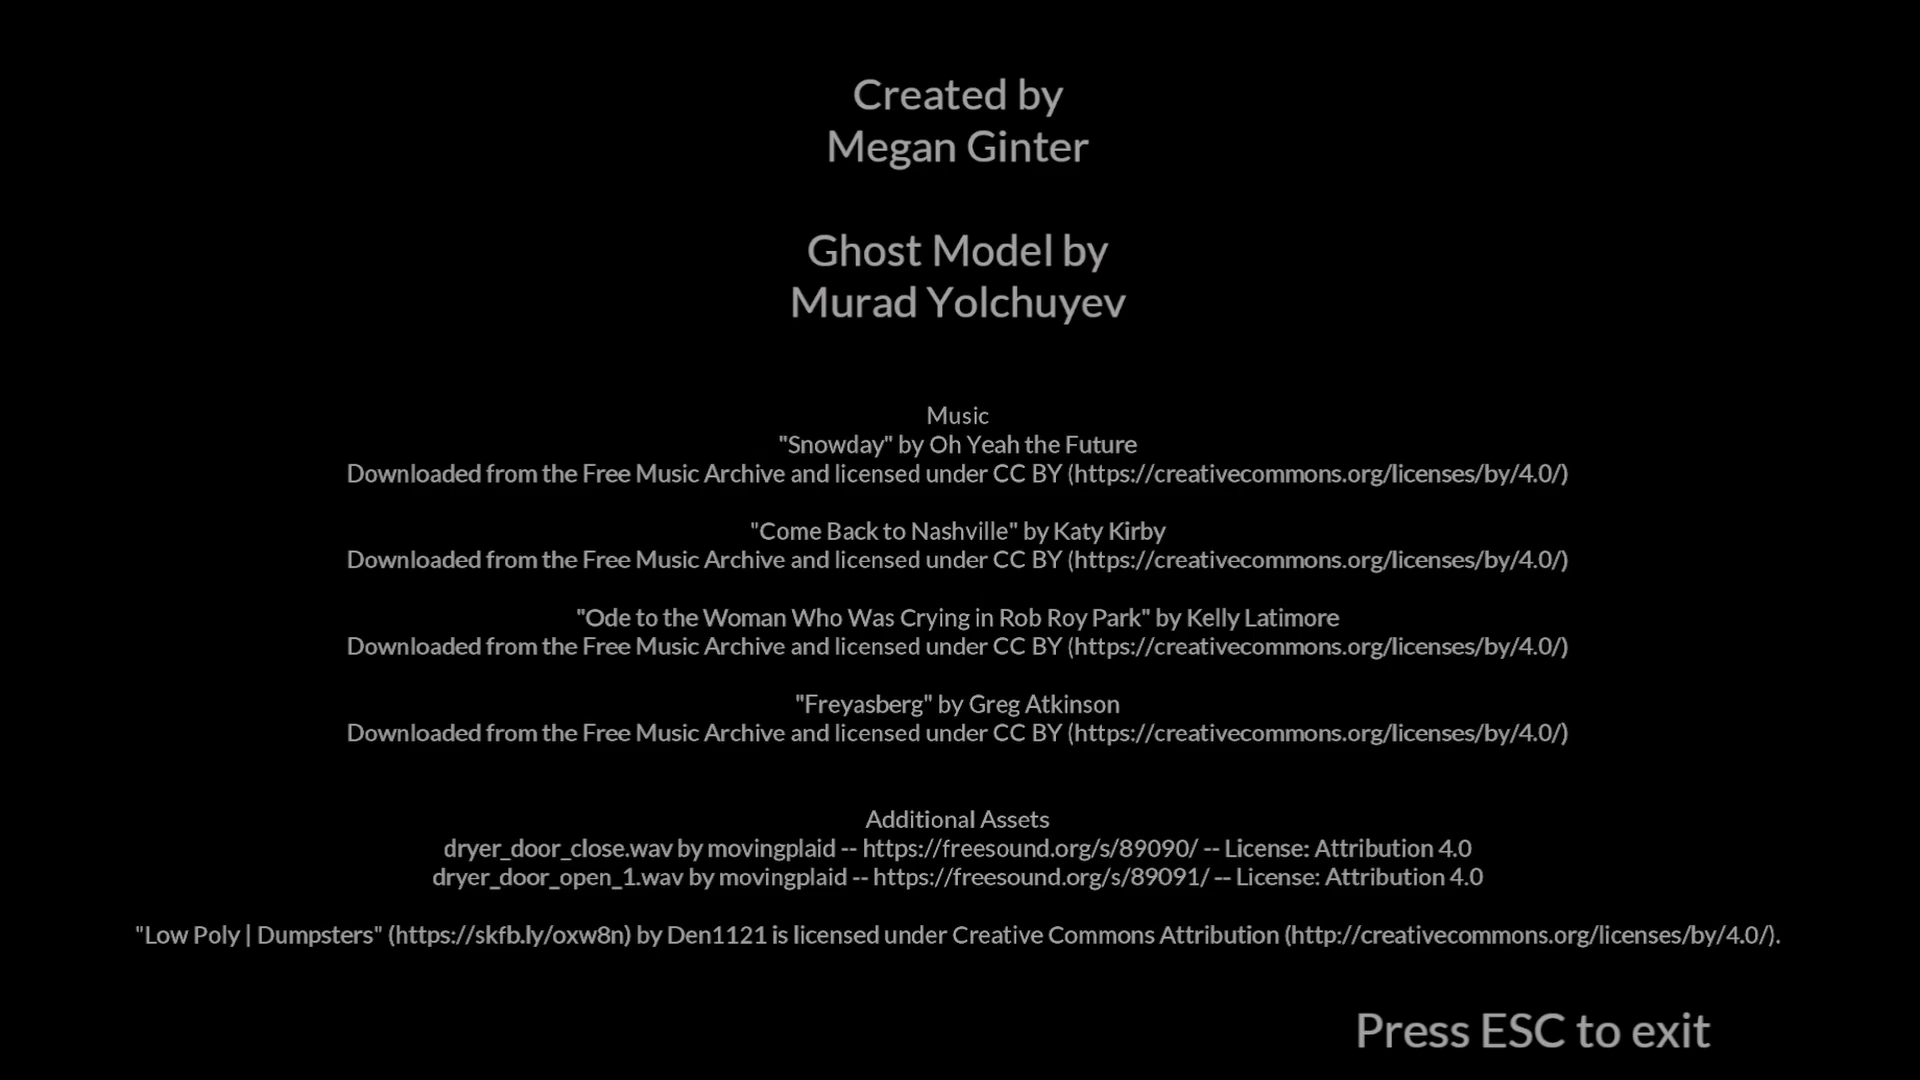 Created by
Megan Ginter
Ghost Model by
Murad Yolchuyev
Music
"Snowday" by Oh Yeah the Future
Downloaded from the Free Music Archive and licensed under CC BY (https://creativecommons.org/licenses/by/4.0/)
"Come Back to Nashville" by Katy Kirby
Downloaded from the Free Music Archive and licensed under CC BY (https://creativecommons.org/licenses/by/4.0/)
"Ode to the Woman Who Was Crying in Rob Roy Park" by Kelly Latimore
Downloaded from the Free Music Archive and licensed under CC BY (https://creativecommons.org/licenses/by/4.0/)
"Freyasberg" by Greg Atkinson
Downloaded from the Free Music Archive and licensed under CC BY (https://creativecommons.org/licenses/by/4.0/)
Additional Assets
dryer_door_close.wav by movingplaid -- https://freesound.org/s/89090/ -- License: Attribution 4.0
dryer_door_open_1.wav by movingplaid -- https://freesound.org/s/89091/ -- License: Attribution 4.0
"Low Poly | Dumpsters" (https://skfb.ly/oxw8n) by Den1121 is licensed under Creative Commons Attribution (http://creativecommons.org/licenses/by/4.0/).
Press ESC to exit